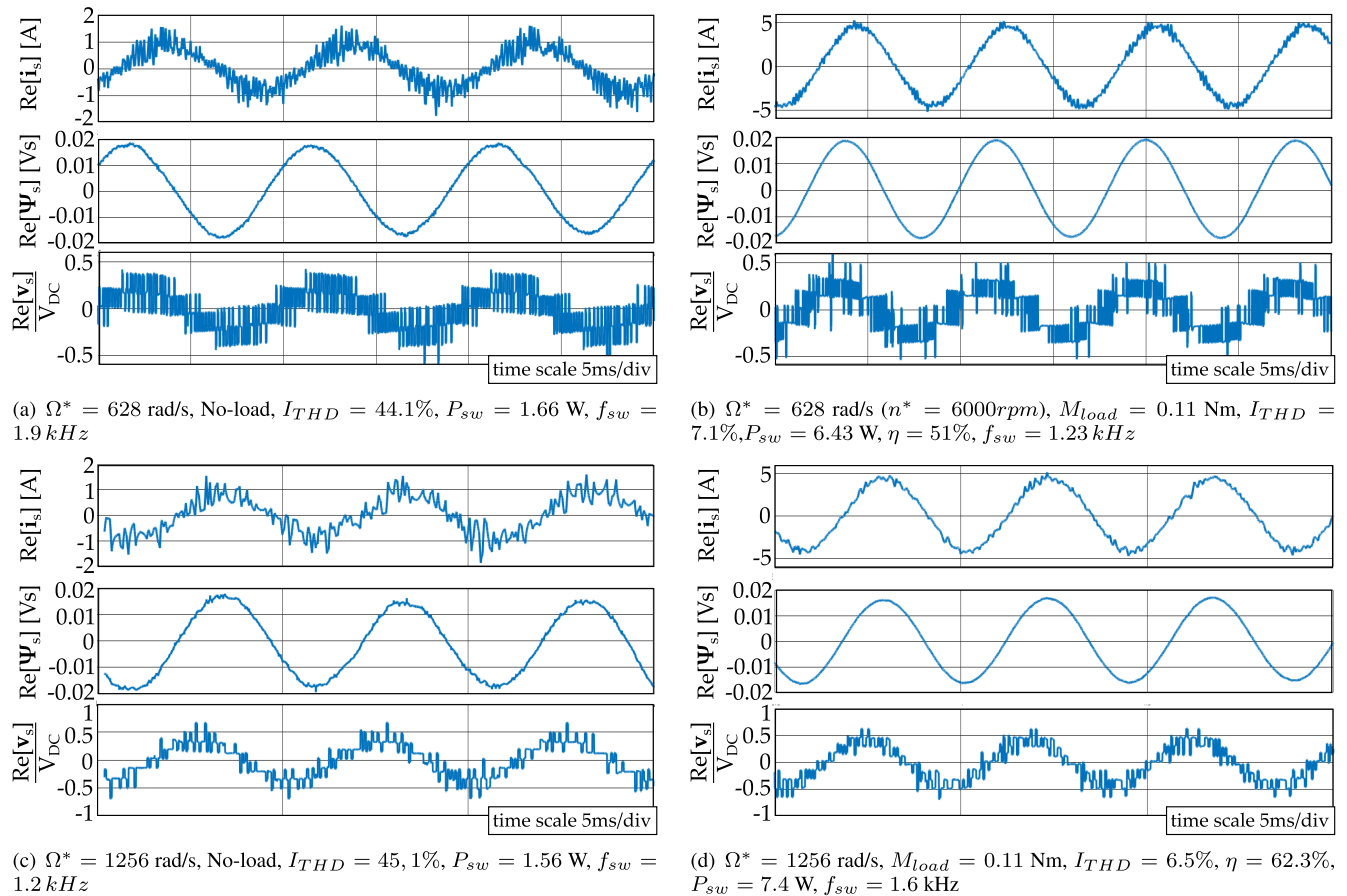 Re[i_s] [A]
2
1
0
-1
2
Re[Ψ_s] [Vs]
0.02
0.01
0
-0.01
-0.02
Re[v_s]
V_DC
0.5
0
-0.5
time scale 5ms/div
(a) Ω* = 628 rad/s, No-load, I_THD = 44.1%, P_sw = 1.66 W, f_sw =
1.9 kHz
Re[i_s] [A]
5
0
-5
Re[Ψ_s] [Vs]
0.02
0.01
0
-0.01
-0.02
Re[v_s]
V_DC
0.5
0
-0.5
time scale 5ms/div
(b) Ω* = 628 rad/s (n* = 6000rpm), M_load = 0.11 Nm, I_THD =
7.1%,P_sw = 6.43 W, η = 51%, f_sw = 1.23 kHz
Re[i_s] [A]
2
1
0
-1
2
Re[Ψ_s] [Vs]
0.02
0.01
0
-0.01
0.02
Re[v_s]
V_DC
1
0.5
0
-0.5
-1
time scale 5ms/div
(c) Ω* = 1256 rad/s, No-load, I_THD = 45, 1%, P_sw = 1.56 W, f_sw =
1.2 kHz
Re[i_s] [A]
5
0
-5
Re[Ψ_s] [Vs]
0.02
0.01
0
-0.01
0.02
Re[v_s]
V_DC
1
0.5
0
-0.5
-1
time scale 5ms/div
(d) Ω* = 1256 rad/s, M_load = 0.11 Nm, I_THD = 6.5%, η = 62.3%,
P_sw = 7.4 W, f_sw = 1.6 kHz